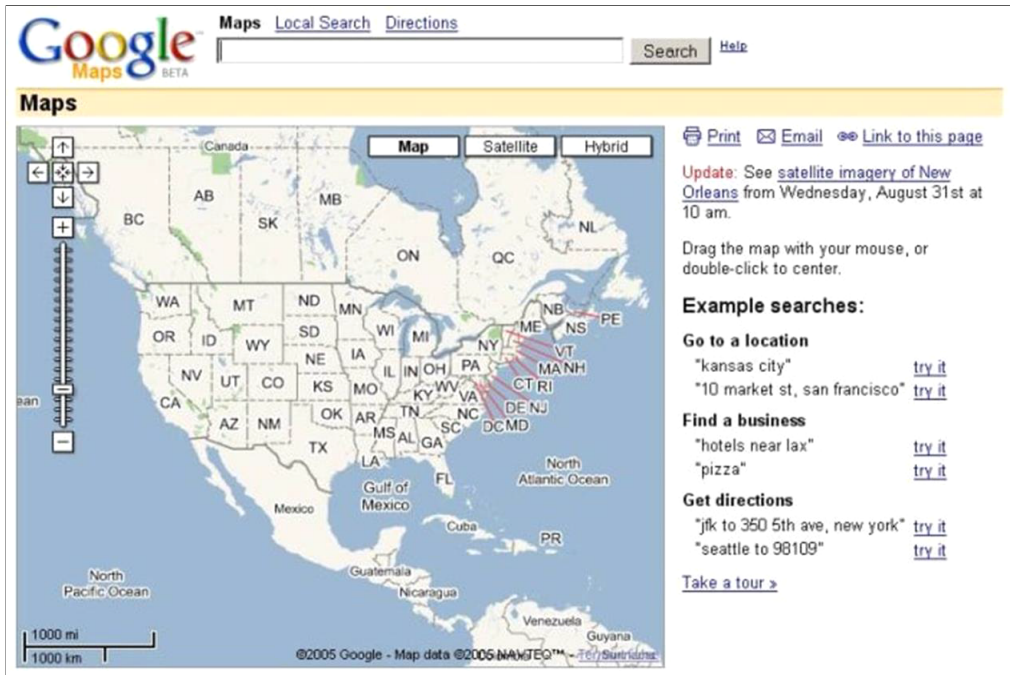 Google
Maps BETA
Maps Local Search Directions
Search Help
Maps
Map Satellite Hybrid
Canada
BC AB SK MB ON QC NL
NB PE
NS
WA MT ND MN ME
OR ID WY SD WI MI NY VT
MA NH
NV UT CO NE IA IL IN OH PA CT RI
CA AZ NM KS MO KY WV VA DE NJ
OK AR TN NC DC MD
TX MS AL GA SC
LA FL
Gulf of
Mexico
North
Atlantic Ocean
Mexico
Cuba
PR
Guatemala
Nicaragua
North
Pacific Ocean
Venezuela
Guyana
1000 mi
1000 km
©2005 Google - Map data ©2005 NAVTEQ™ -
Print Email Link to this page
Update: See satellite imagery of New
Orleans from Wednesday, August 31st at
10 am.
Drag the map with your mouse, or
double-click to center.
Example searches:
Go to a location
"kansas city" try it
"10 market st, san francisco" try it
Find a business
"hotels near lax" try it
"pizza" try it
Get directions
"jfk to 350 5th ave, new york" try it
"seattle to 98109" try it
Take a tour »